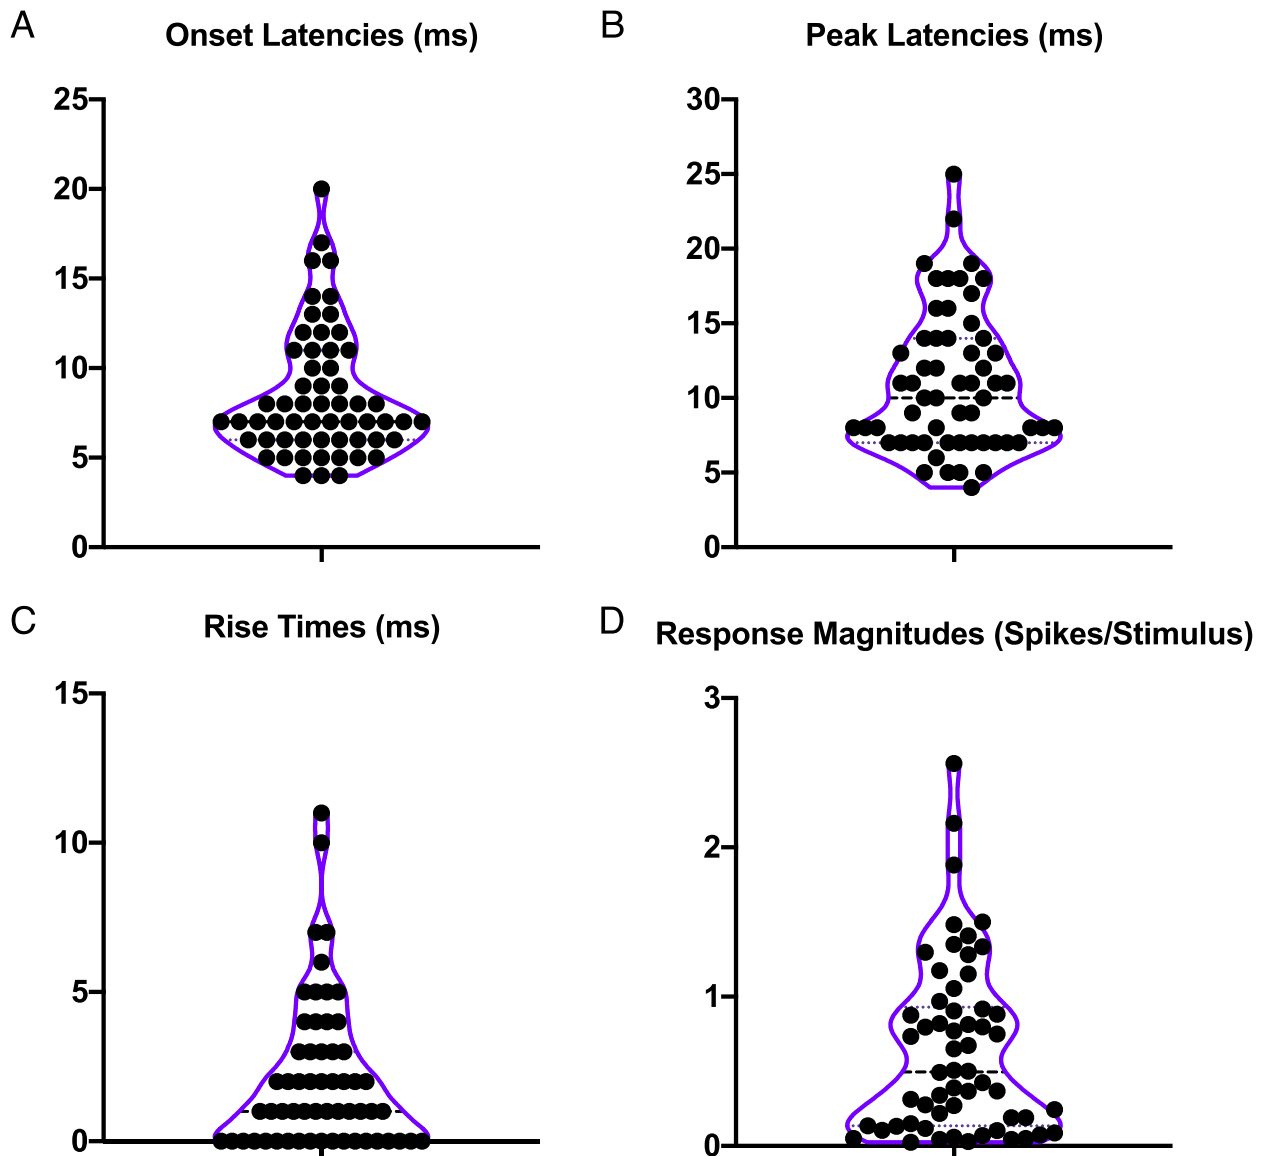 A
Onset Latencies (ms)
25
20
15
10
5
0
B
Peak Latencies (ms)
30
25
20
15
10
5
0
C
Rise Times (ms)
15
10
5
0
D
Response Magnitudes (Spikes/Stimulus)
3
2
1
0